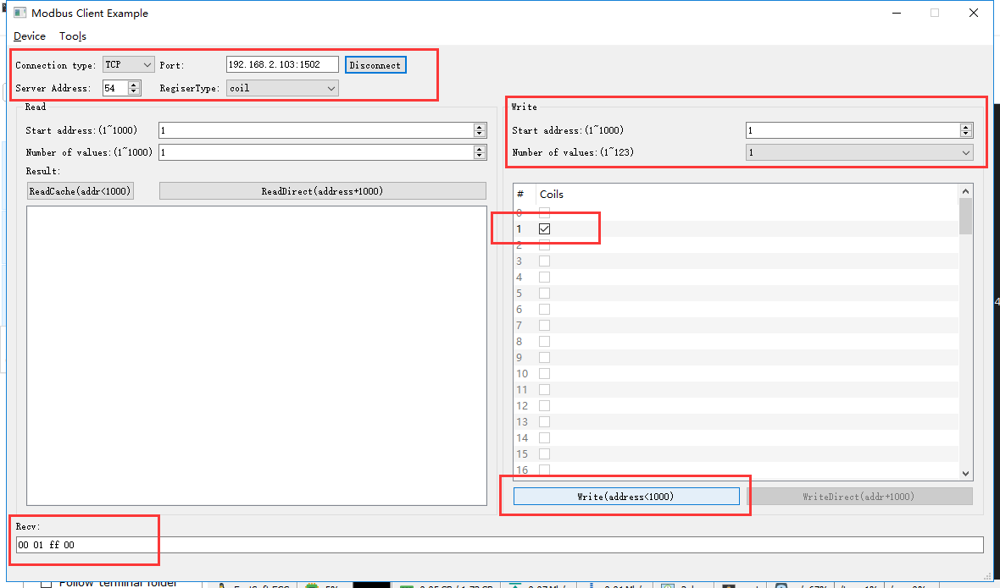 Modbus Client Example
Device Tools
Connection type: TCP Port: 192.168.2.103:1502 Disconnect
Server Address: 54 RegiserType: coil
Read
Start address:(1~1000) 1
Number of values:(1~1000) 1
Result:
ReadCache(addr<1000) ReadDirect(address+1000)
Write
Start address:(1~1000) 1
Number of values:(1~123) 1
# Coils
0
1
2
3
4
5
6
7
8
9
10
11
12
13
14
15
16
Write(address<1000) WriteDirect(addr+1000)
Recv:
00 01 ff 00
4
Follow terminal folder